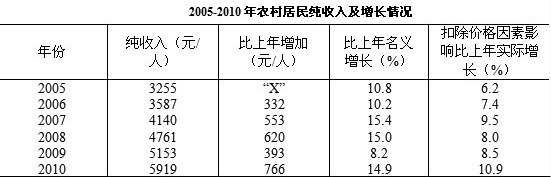 2005-2010 年农村居民纯收入及增长情况
年份 纯收入（元/人） 比上年增加（元/人） 比上年名义增长（%） 扣除价格因素影响比上年实际增长（%）
2005 3255 “X” 10.8 6.2
2006 3587 332 10.2 7.4
2007 4140 553 15.4 9.5
2008 4761 620 15.0 8.0
2009 5153 393 8.2 8.5
2010 5919 766 14.9 10.9